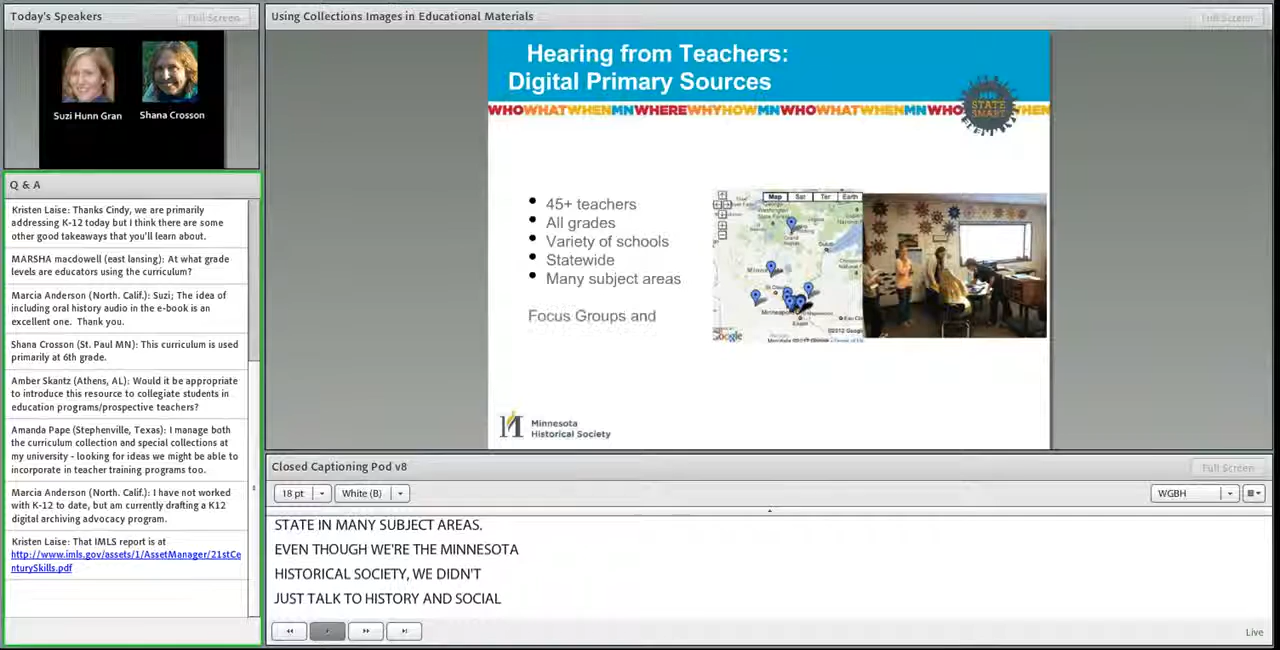 Today's Speakers
Full Screen
Suzi Hunn Gran
Shana Crosson
Q & A
Kristen Laise: Thanks Cindy, we are primarily
addressing K-12 today but I think there are some
other good takeaways that you'll learn about.
MARSHA macdowell (east lansing): At what grade
levels are educators using the curriculum?
Marcia Anderson (North. Calif.): Suzi; The idea of
including oral history audio in the e-book is an
excellent one. Thank you.
Shana Crosson (St. Paul MN): This curriculum is used
primarily at 6th grade.
Amber Skantz (Athens, AL): Would it be appropriate
to introduce this resource to collegiate students in
education programs/prospective teachers?
Amanda Pape (Stephenville, Texas): I manage both
the curriculum collection and special collections at
my university - looking for ideas we might be able to
incorporate in teacher training programs too.
Marcia Anderson (North. Calif.): I have not worked
with K-12 to date, but am currently drafting a K12
digital archiving advocacy program.
Kristen Laise: That IMLS report is at
http://www.imls.gov/assets/1/AssetManager/21stCe
nturySkills.pdf
Using Collections Images in Educational Materials
Full Screen
Hearing from Teachers:
Digital Primary Sources
WHOWHATWHENMNWHEREWHYHOWMNWHOWHATWHENMNWHO
STATE
SMART
45+ teachers
All grades
Variety of schools
Statewide
Many subject areas
Focus Groups and
Map Sat Ter Earth
Google
Minnesota
Historical Society
Closed Captioning Pod v8
Full Screen
18 pt
White (B)
WGBH
STATE IN MANY SUBJECT AREAS.
EVEN THOUGH WE'RE THE MINNESOTA
HISTORICAL SOCIETY, WE DIDN'T
JUST TALK TO HISTORY AND SOCIAL
Live